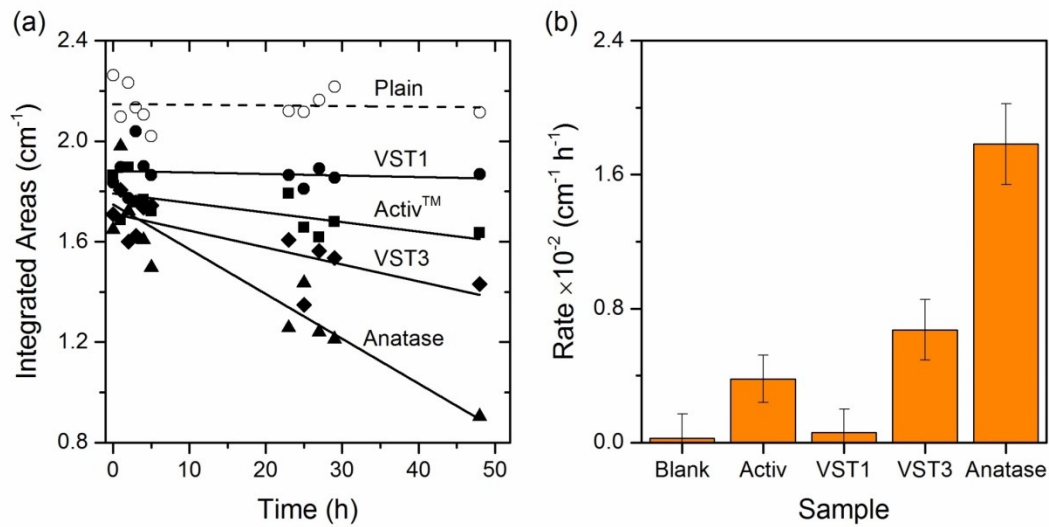 (a)
Integrated Areas (cm⁻¹)
2.4
2.0
1.6
1.2
0.8
Plain
VST1
Activ™
VST3
Anatase
0 10 20 30 40 50
Time (h)
(b)
Rate ×10⁻² (cm⁻¹ h⁻¹)
2.4
1.6
0.8
0.0
Blank Activ VST1 VST3 Anatase
Sample